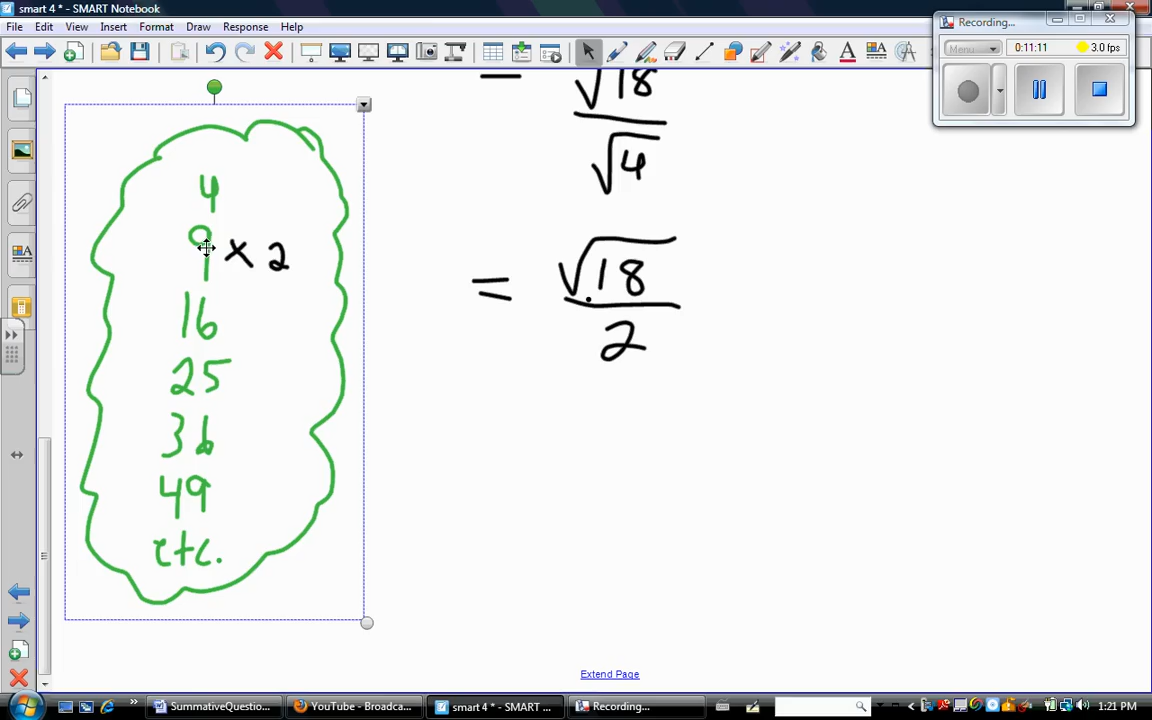 smart 4 * - SMART Notebook
File Edit View Insert Format Draw Response Help
Recording...
Menu 0:11:11 3.0 fps
√18
√4
4
9 × 2
16
25
36
49
etc.
= √18
2
Extend Page
SummativeQuestio... YouTube - Broadca... smart 4 * - SMART ... Recording... 1:21 PM